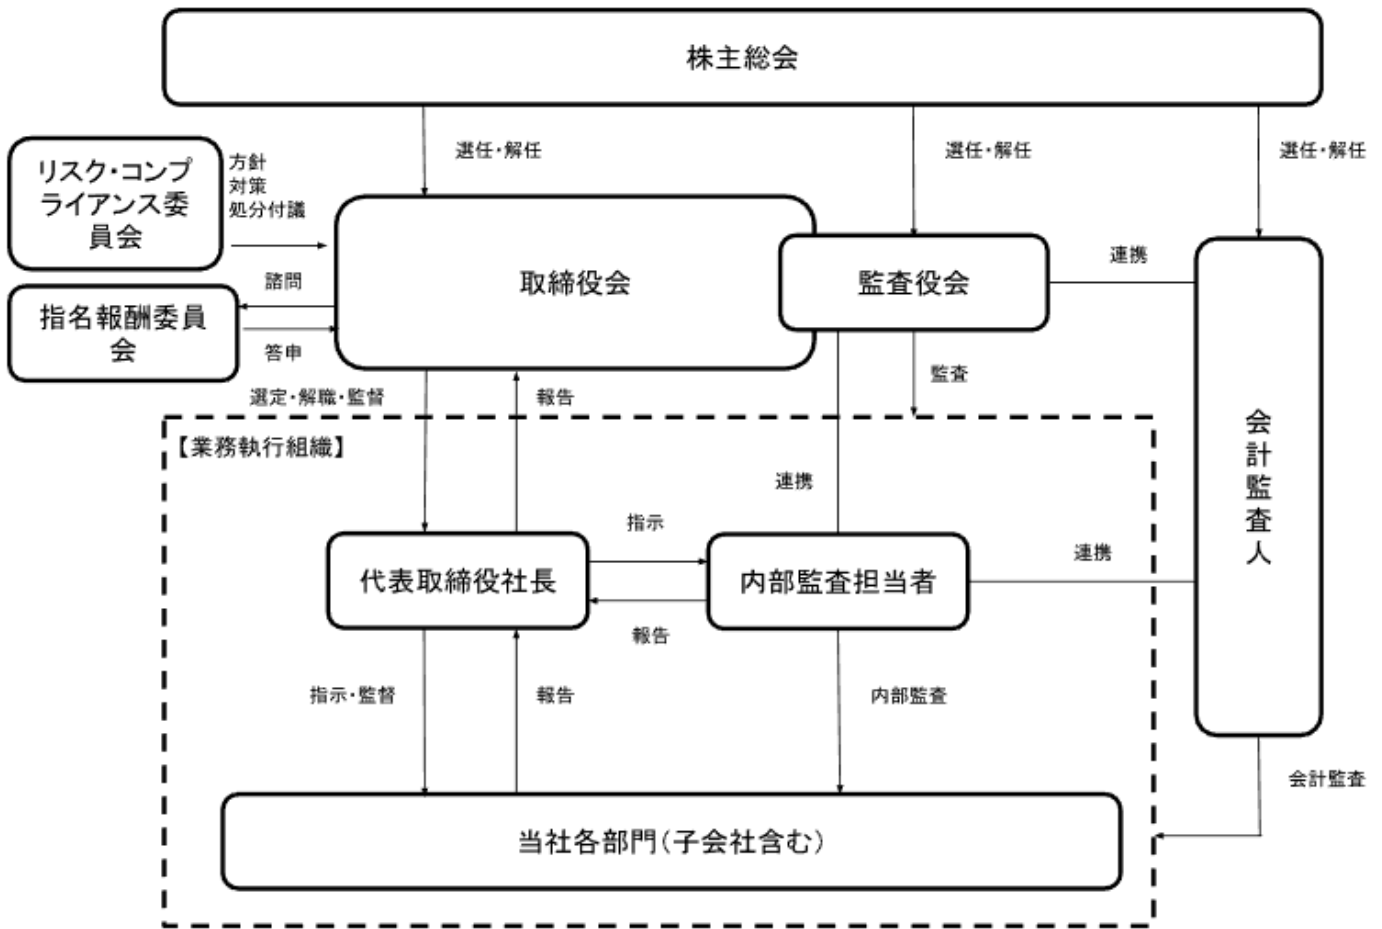 株主総会
選任・解任
選任・解任
選任・解任
リスク・コンプ
ライアンス委
員会
方針
対策
処分付議
取締役会
監査役会
連携
諮問
指名報酬委員
会
答申
選定・解職・監督
報告
監査
【業務執行組織】
会計監査人
連携
指示
代表取締役社長
内部監査担当者
連携
報告
指示・監督
報告
内部監査
会計監査
当社各部門(子会社含む)